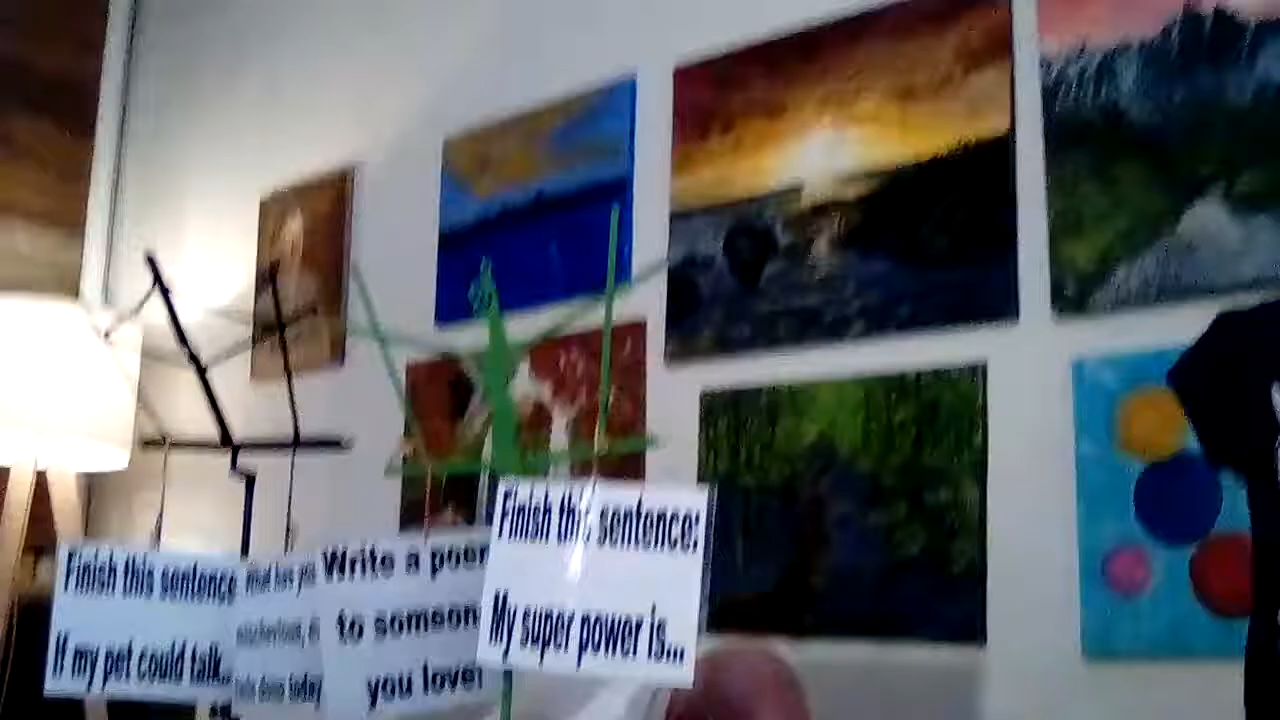 Finish this sentence
If my pet could talk..
Write a poem
to someon
you love!
Finish this sentence:
My super power is...